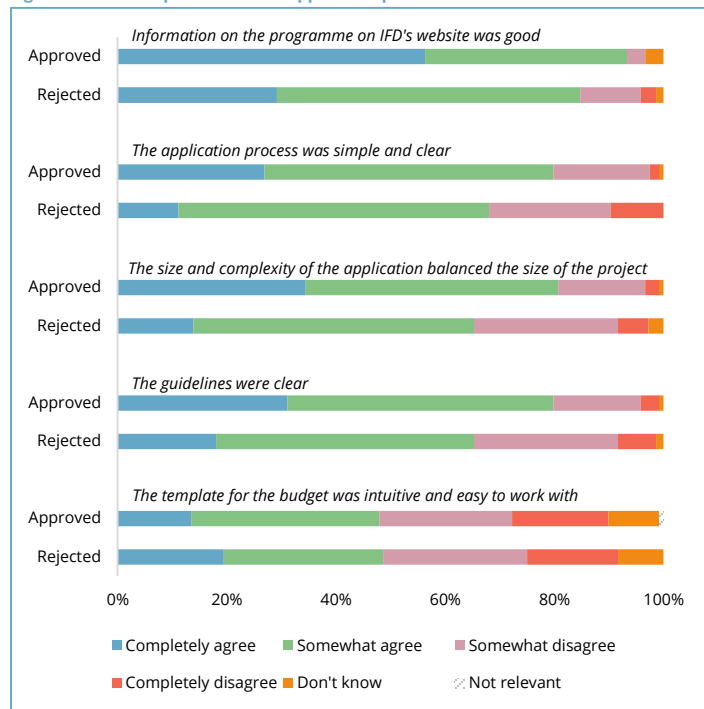 Information on the programme on IFD's website was good
Approved
Rejected
The application process was simple and clear
Approved
Rejected
The size and complexity of the application balanced the size of the project
Approved
Rejected
The guidelines were clear
Approved
Rejected
The template for the budget was intuitive and easy to work with
Approved
Rejected
0% 20% 40% 60% 80% 100%
Completely agree Somewhat agree Somewhat disagree
Completely disagree Don't know Not relevant